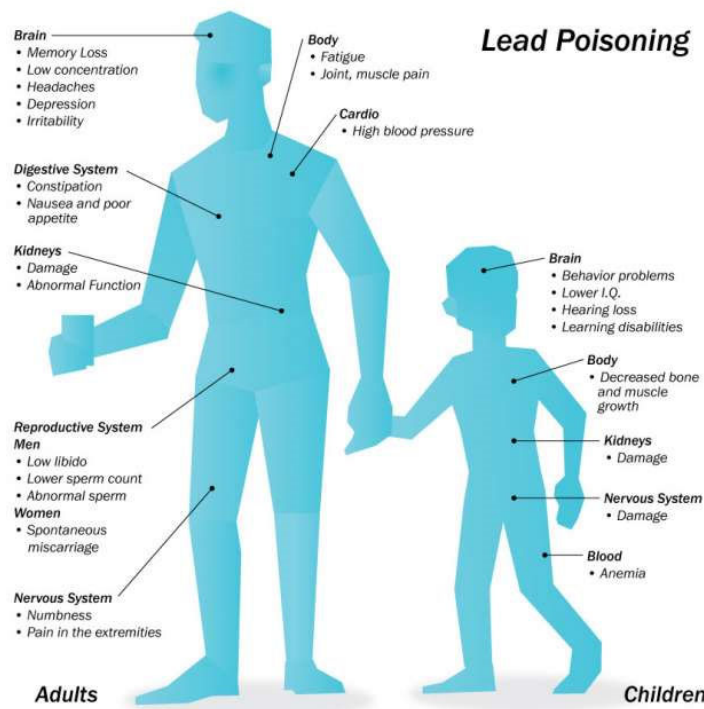 Lead Poisoning
Brain
• Memory Loss
• Low concentration
• Headaches
• Depression
• Irritability
Body
• Fatigue
• Joint, muscle pain
Cardio
• High blood pressure
Digestive System
• Constipation
• Nausea and poor
appetite
Kidneys
• Damage
• Abnormal Function
Reproductive System
Men
• Low libido
• Lower sperm count
• Abnormal sperm
Women
• Spontaneous
miscarriage
Nervous System
• Numbness
• Pain in the extremities
Adults
Brain
• Behavior problems
• Lower I.Q.
• Hearing loss
• Learning disabilities
Body
• Decreased bone
and muscle
growth
Kidneys
• Damage
Nervous System
• Damage
Blood
• Anemia
Children